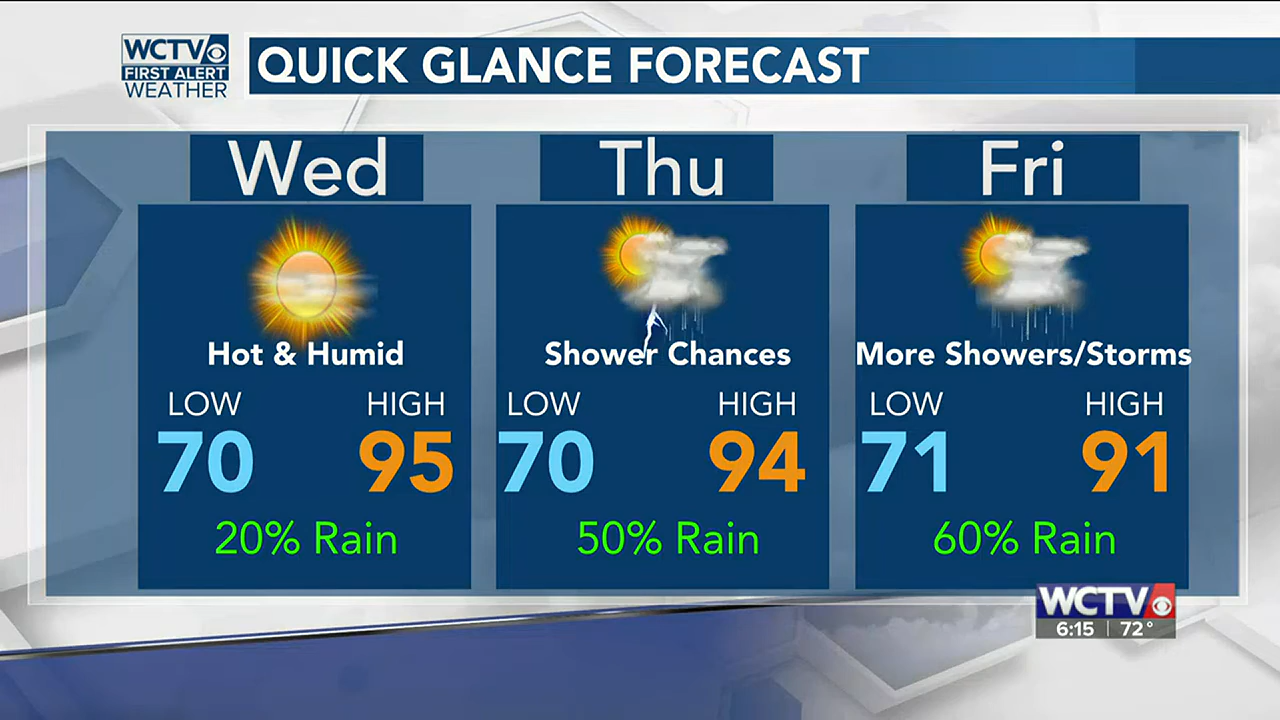 WCTV
FIRST ALERT
WEATHER
QUICK GLANCE FORECAST
Wed
Hot & Humid
LOW HIGH
70 95
20% Rain
Thu
Shower Chances
LOW HIGH
70 94
50% Rain
Fri
More Showers/Storms
LOW HIGH
71 91
60% Rain
WCTV
6:15 72°